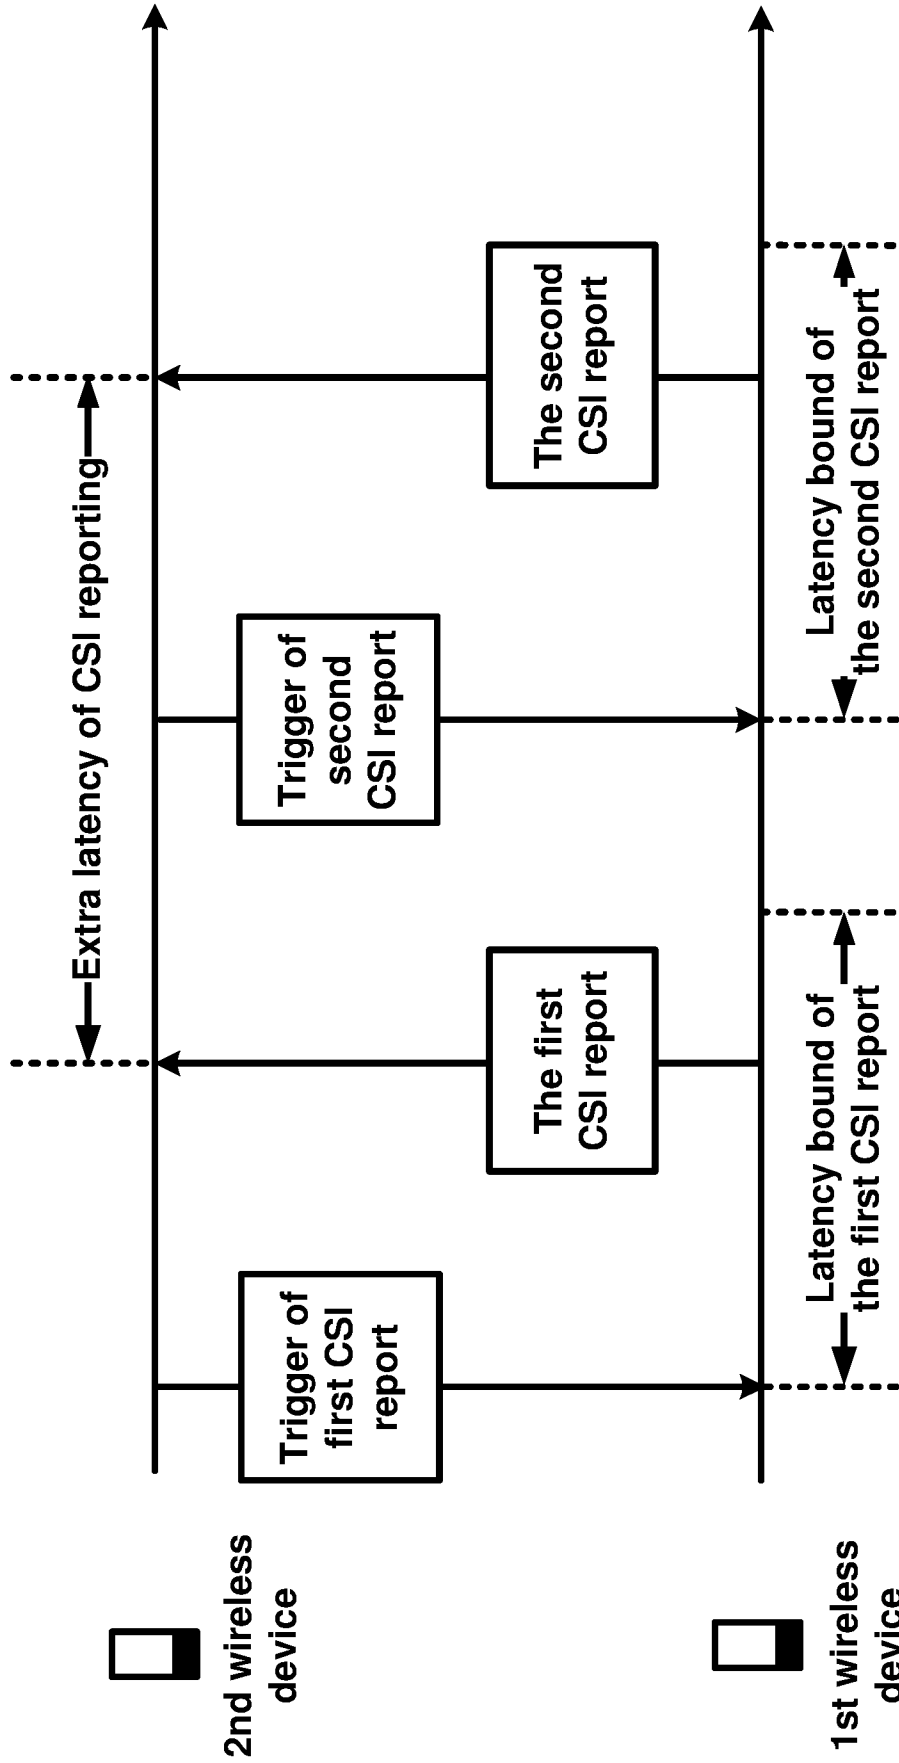 Extra latency of CSI reporting
2nd wireless
device
Trigger of
first CSI
report
The first
CSI report
Trigger of
second
CSI report
The second
CSI report
1st wireless
device
Latency bound of
the first CSI report
Latency bound of
the second CSI report